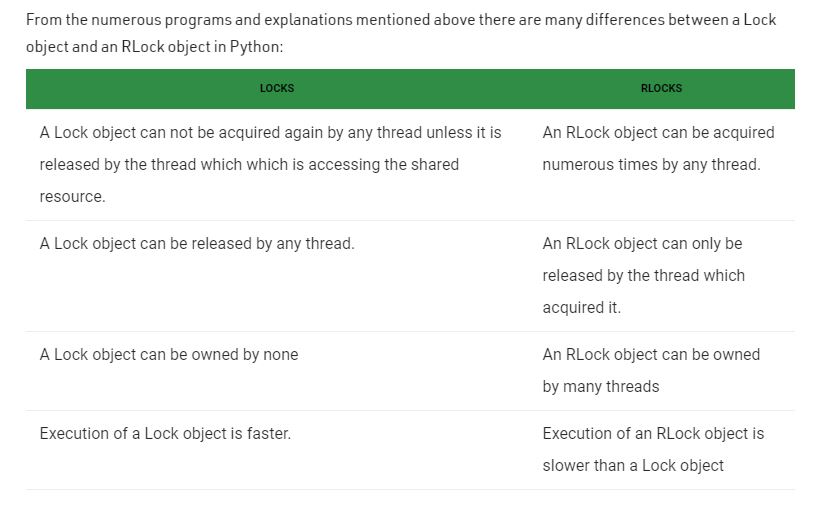 From the numerous programs and explanations mentioned above there are many differences between a Lock
object and an RLock object in Python:
LOCKS
RLOCKS
A Lock object can not be acquired again by any thread unless it is
released by the thread which which is accessing the shared
resource.
An RLock object can be acquired
numerous times by any thread.
A Lock object can be released by any thread.
An RLock object can only be
released by the thread which
acquired it.
A Lock object can be owned by none
An RLock object can be owned
by many threads
Execution of a Lock object is faster.
Execution of an RLock object is
slower than a Lock object